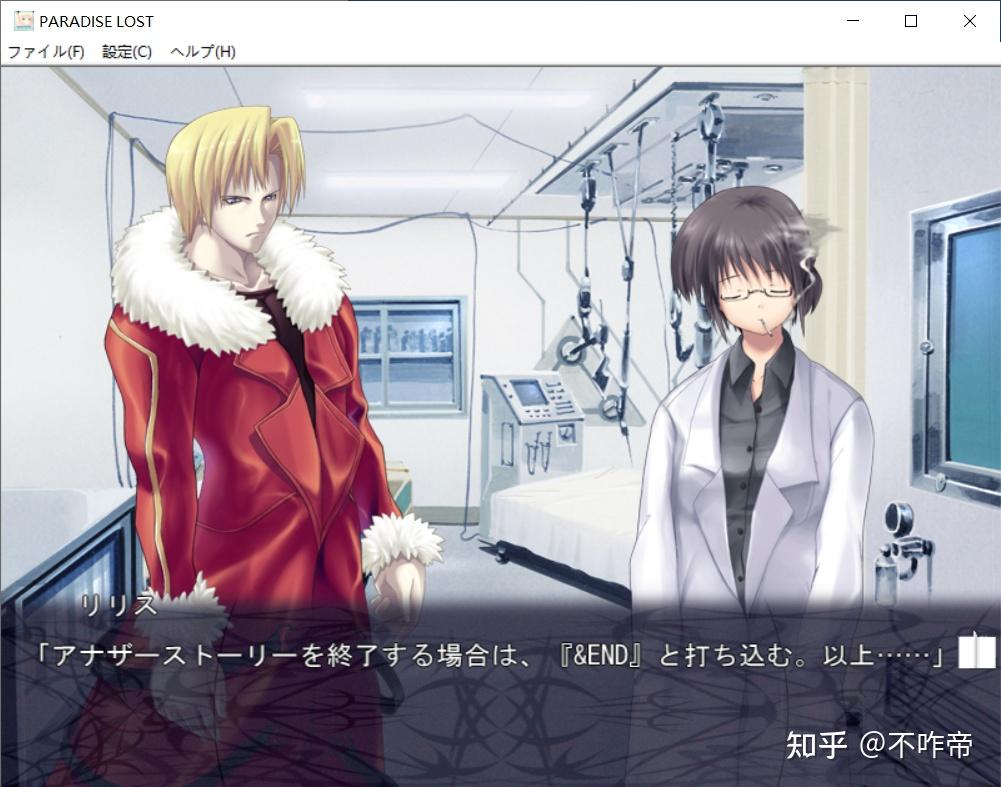 PARADISE LOST
ファイル(F) 設定(C) ヘルプ(H)
リリス
「アナザーストーリーを終了する場合は、『&END』と打ち込む。以上……」
知乎 @不咋帝